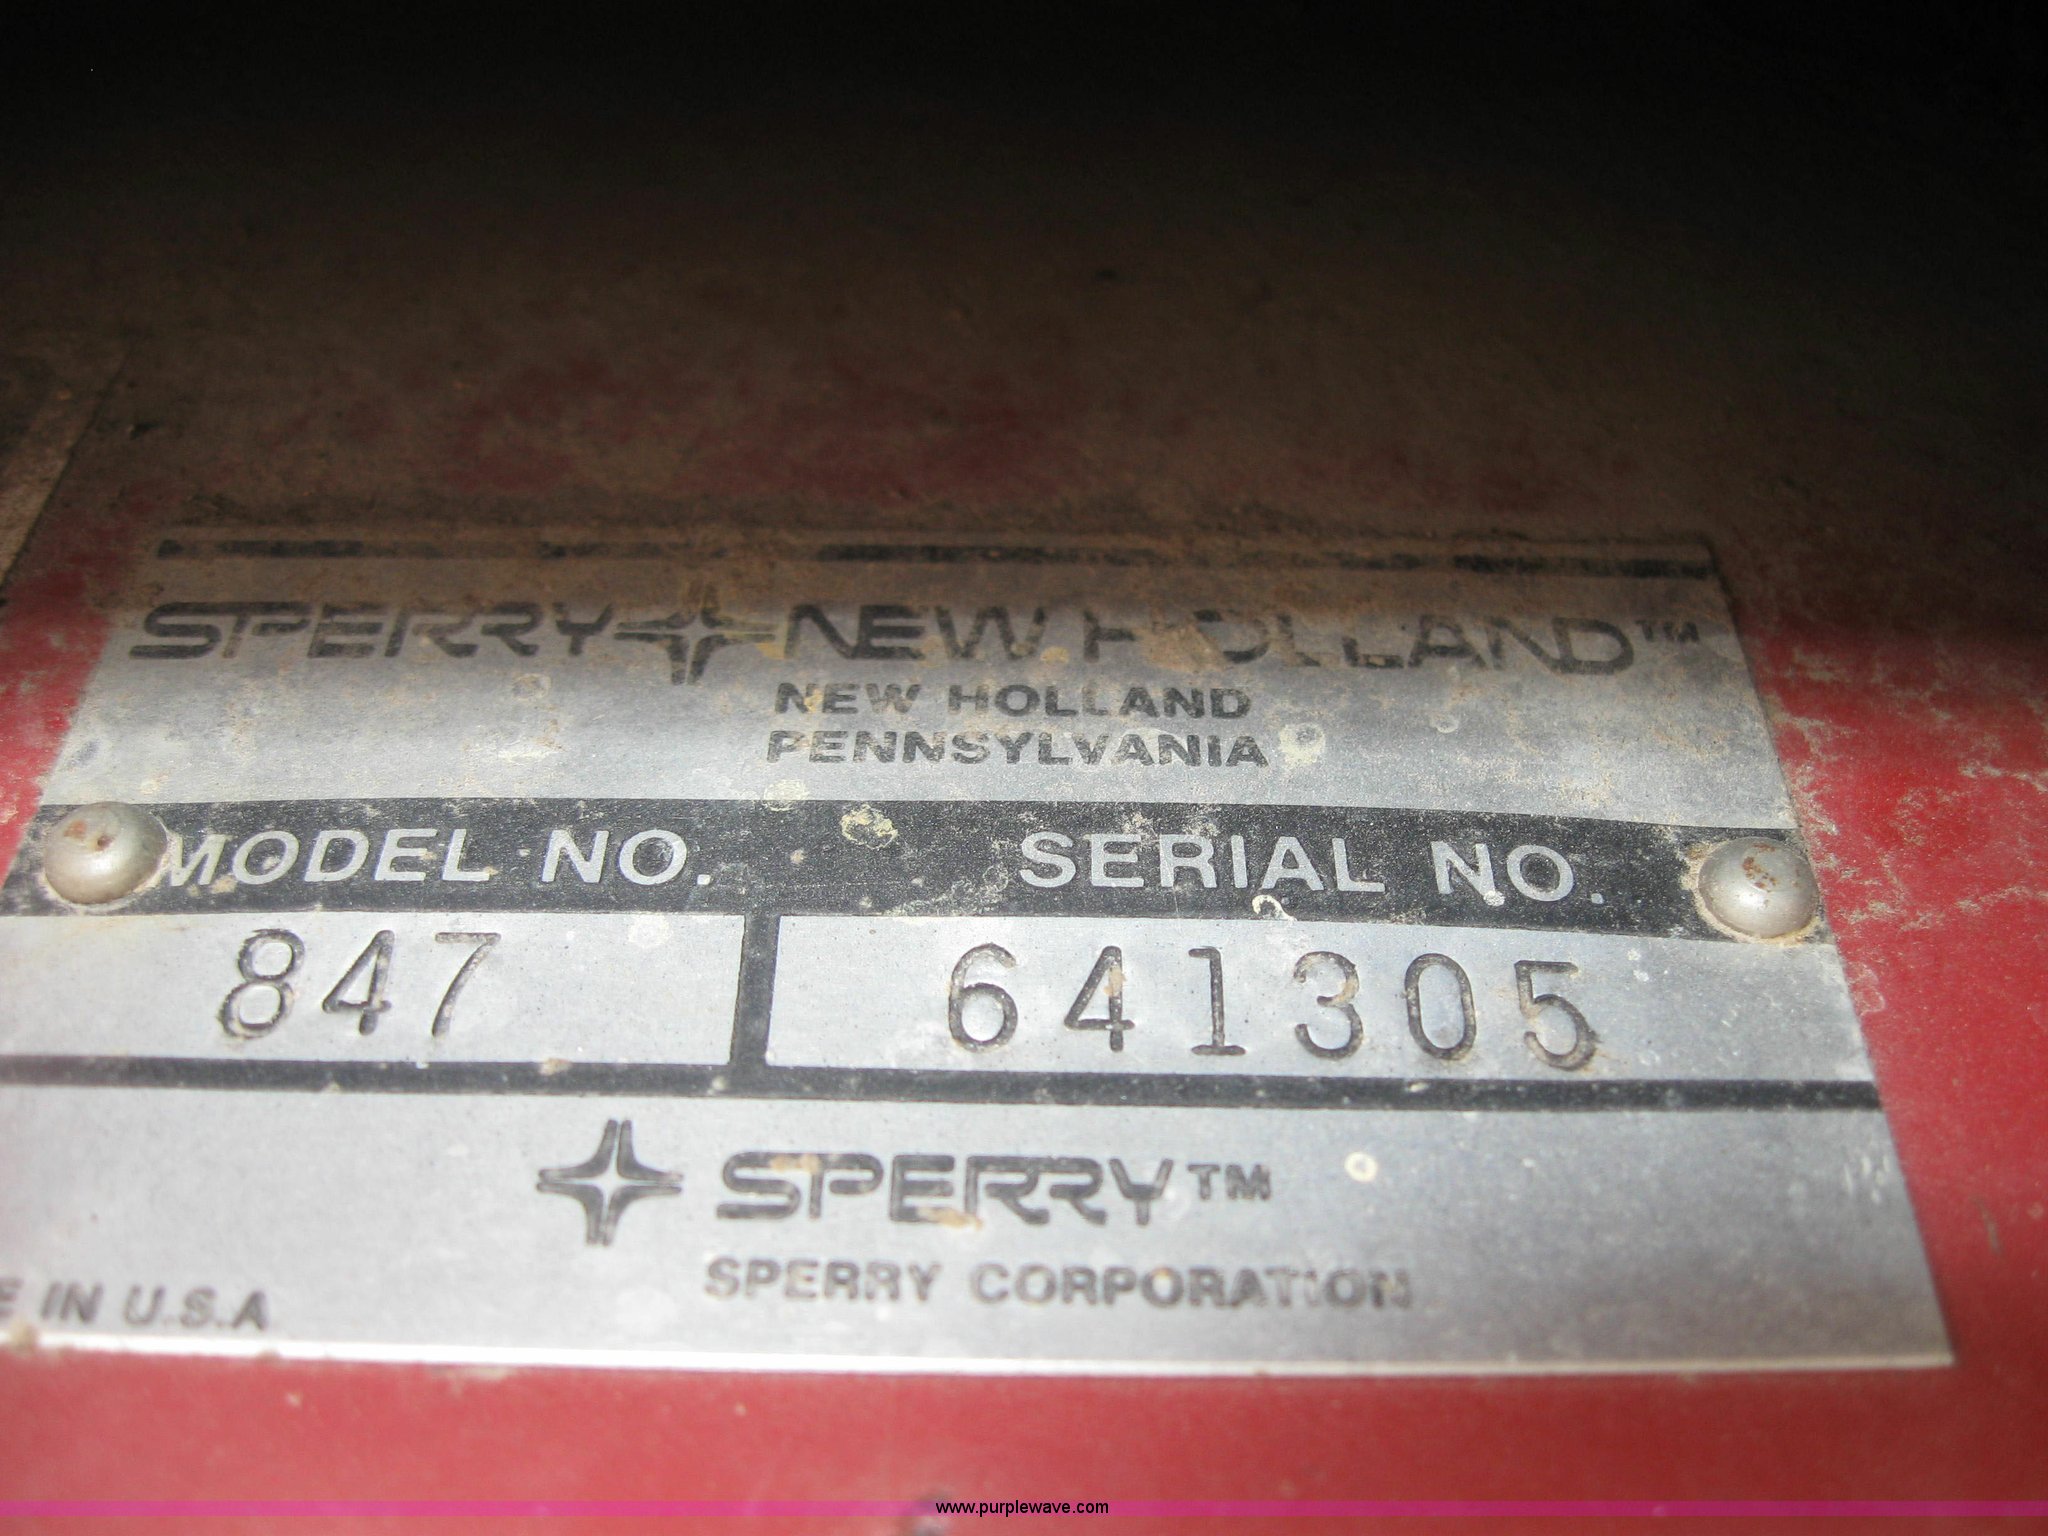 SPERRY NEW HOLLAND™
NEW HOLLAND
PENNSYLVANIA
MODEL NO. SERIAL NO.
847 641305
SPERRY™
SPERRY CORPORATION
E IN U.S.A
www.purplewave.com